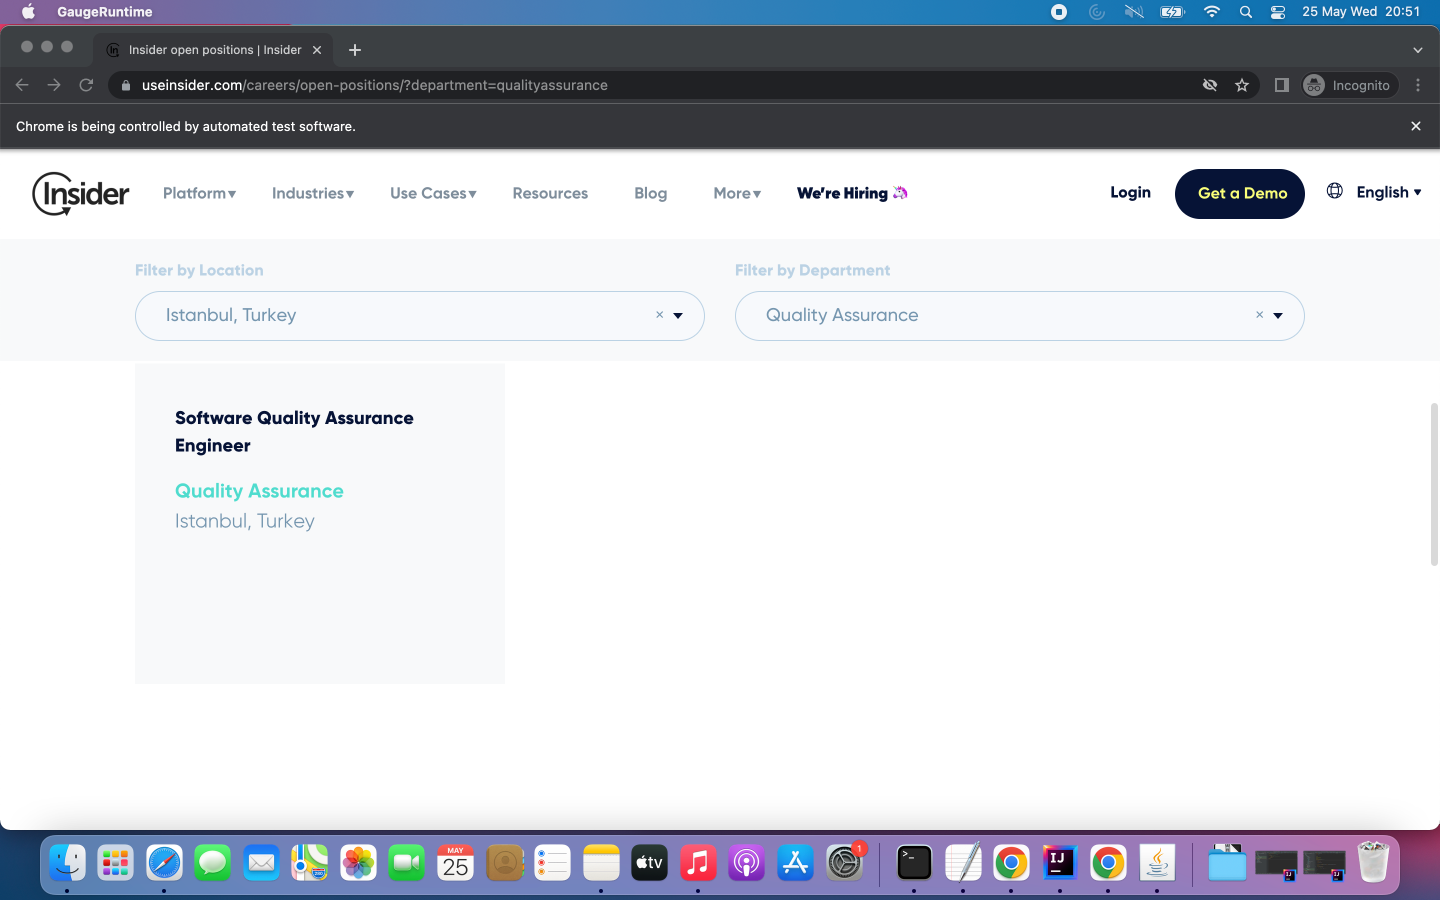 GaugeRuntime
25 May Wed 20:51
Insider open positions | Insider
useinsider.com/careers/open-positions/?department=qualityassurance
Incognito
Chrome is being controlled by automated test software.
Insider
Platform
Industries
Use Cases
Resources
Blog
More
We're Hiring
Login
Get a Demo
English
Filter by Location
Filter by Department
Istanbul, Turkey
×
Quality Assurance
×
Software Quality Assurance
Engineer
Quality Assurance
Istanbul, Turkey
MAY
25
tv
1
IJ